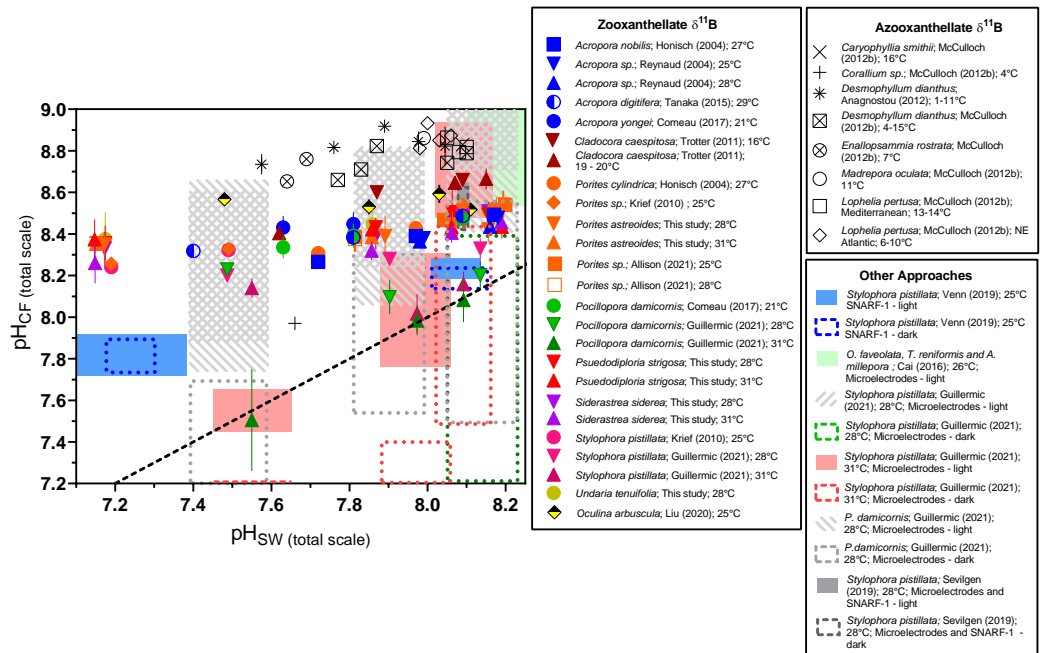 Zooxanthellate δ11B
Acropora nobilis; Honisch (2004); 27°C
Acropora sp.; Reynaud (2004); 25°C
Acropora sp.; Reynaud (2004); 28°C
Acropora digitifera; Tanaka (2015); 29°C
Acropora yongei; Comeau (2017); 21°C
Cladocora caespitosa; Trotter (2011); 16°C
Cladocora caespitosa; Trotter (2011);
19 - 20°C
Porites cylindrica; Honisch (2004); 27°C
Porites sp.; Krief (2010) ; 25°C
Porites astreoides; This study; 28°C
Porites astreoides; This study; 31°C
Porites sp.; Allison (2021); 25°C
Porites sp.; Allison (2021); 28°C
Pocillopora damicornis; Comeau (2017); 21°C
Pocillopora damicornis; Guillermic (2021); 28°C
Pocillopora damicornis; Guillermic (2021); 31°C
Psuedodiploria strigosa; This study; 28°C
Psuedodiploria strigosa; This study; 31°C
Siderastrea siderea; This study; 28°C
Siderastrea siderea; This study; 31°C
Stylophora pistillata; Krief (2010); 25°C
Stylophora pistillata; Guillermic (2021); 28°C
Stylophora pistillata; Guillermic (2021); 31°C
Undaria tenuifolia; This study; 28°C
Oculina arbuscula; Liu (2020); 25°C
Azooxanthellate δ11B
Caryophyllia smithii; McCulloch
(2012b); 16°C
Corallium sp.; McCulloch (2012b); 4°C
Desmophyllum dianthus;
Anagnostou (2012); 1-11°C
Desmophyllum dianthus; McCulloch
(2012b); 4-15°C
Enallopsammia rostrata; McCulloch
(2012b); 7°C
Madrepora oculata; McCulloch (2012b);
11°C
Lophelia pertusa; McCulloch (2012b);
Mediterranean; 13-14°C
Lophelia pertusa; McCulloch (2012b); NE
Atlantic; 6-10°C
Other Approaches
Stylophora pistillata; Venn (2019); 25°C
SNARF-1 - light
Stylophora pistillata; Venn (2019); 25°C
SNARF-1 - dark
O. faveolata, T. reniformis and A.
millepora ; Cai (2016); 26°C;
Microelectrodes - light
Stylophora pistillata; Guillermic
(2021); 28°C; Microelectrodes - light
Stylophora pistillata; Guillermic (2021);
28°C; Microelectrodes - dark
Stylophora pistillata; Guillermic (2021);
31°C; Microelectrodes - light
Stylophora pistillata; Guillermic (2021);
31°C; Microelectrodes - dark
P. damicornis; Guillermic (2021);
28°C; Microelectrodes - light
P.damicornis; Guillermic (2021);
28°C; Microelectrodes - dark
Stylophora pistillata; Sevilgen
(2019); 28°C; Microelectrodes and
SNARF-1 - light
Stylophora pistillata; Sevilgen (2019);
28°C; Microelectrodes and SNARF-1 -
dark
pHCF (total scale)
9.0
8.8
8.6
8.4
8.2
8.0
7.8
7.6
7.4
7.2
7.2
7.4
7.6
7.8
8.0
8.2
pHSW (total scale)